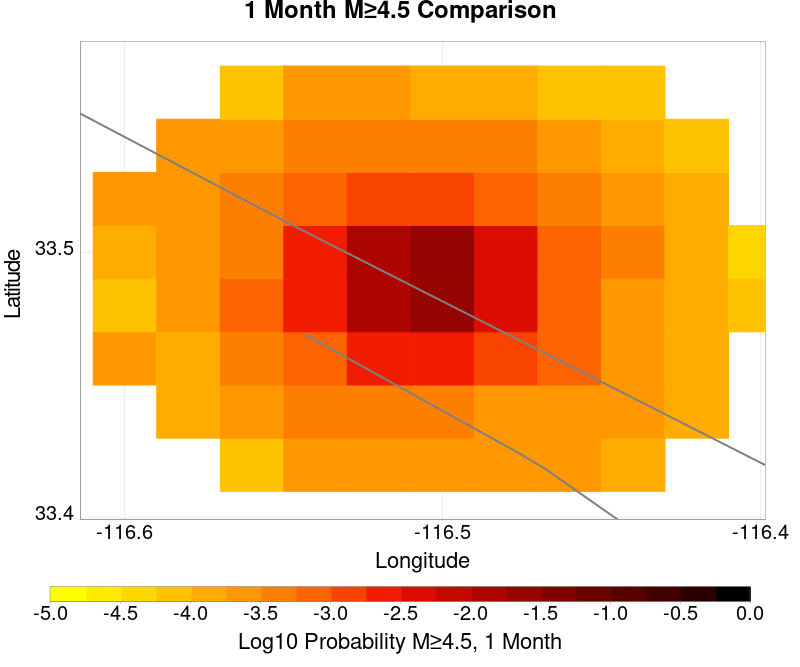 1 Month M≥4.5 Comparison
Latitude
33.5
33.4
-116.6 -116.5 -116.4
Longitude
-5.0 -4.5 -4.0 -3.5 -3.0 -2.5 -2.0 -1.5 -1.0 -0.5 0.0
Log10 Probability M≥4.5, 1 Month